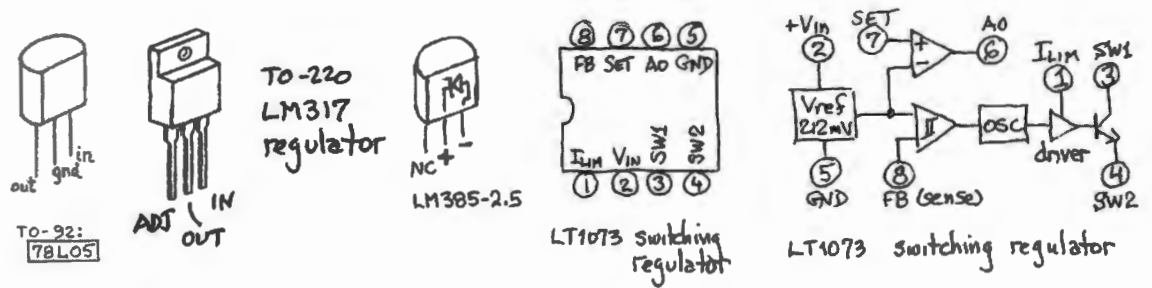 out
gnd
in
TO-92:
78L05
ADJ
OUT
IN
TO-220
LM317
regulator
NC + -
LM385-2.5
8 7 6 5
FB SET AO GND
ILIM VIN SW1 SW2
1 2 3 4
LT1073 switching
regulator
+Vin
2
SET
7
+
-
AO
6
Vref
212mV
5
GND
8
FB (sense)
OSC
ILIM
1
driver
SW1
3
4
SW2
LT1073 switching regulator